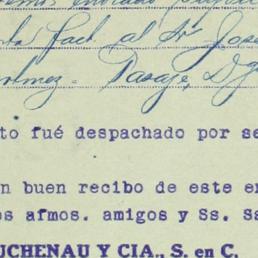 fact. al Sr. José
Pasaje, D
to fué despachado por se
n buen recibo de este en
os afmos. amigos y Ss. Ss
UCHENAU Y CIA., S. en C.